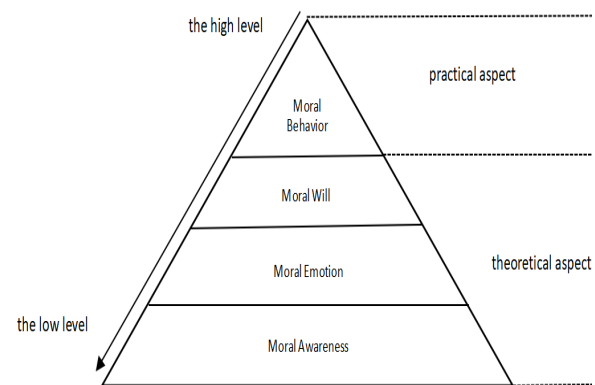 the high level
practical aspect
Moral
Behavior
Moral Will
theoretical aspect
Moral Emotion
the low level
Moral Awareness